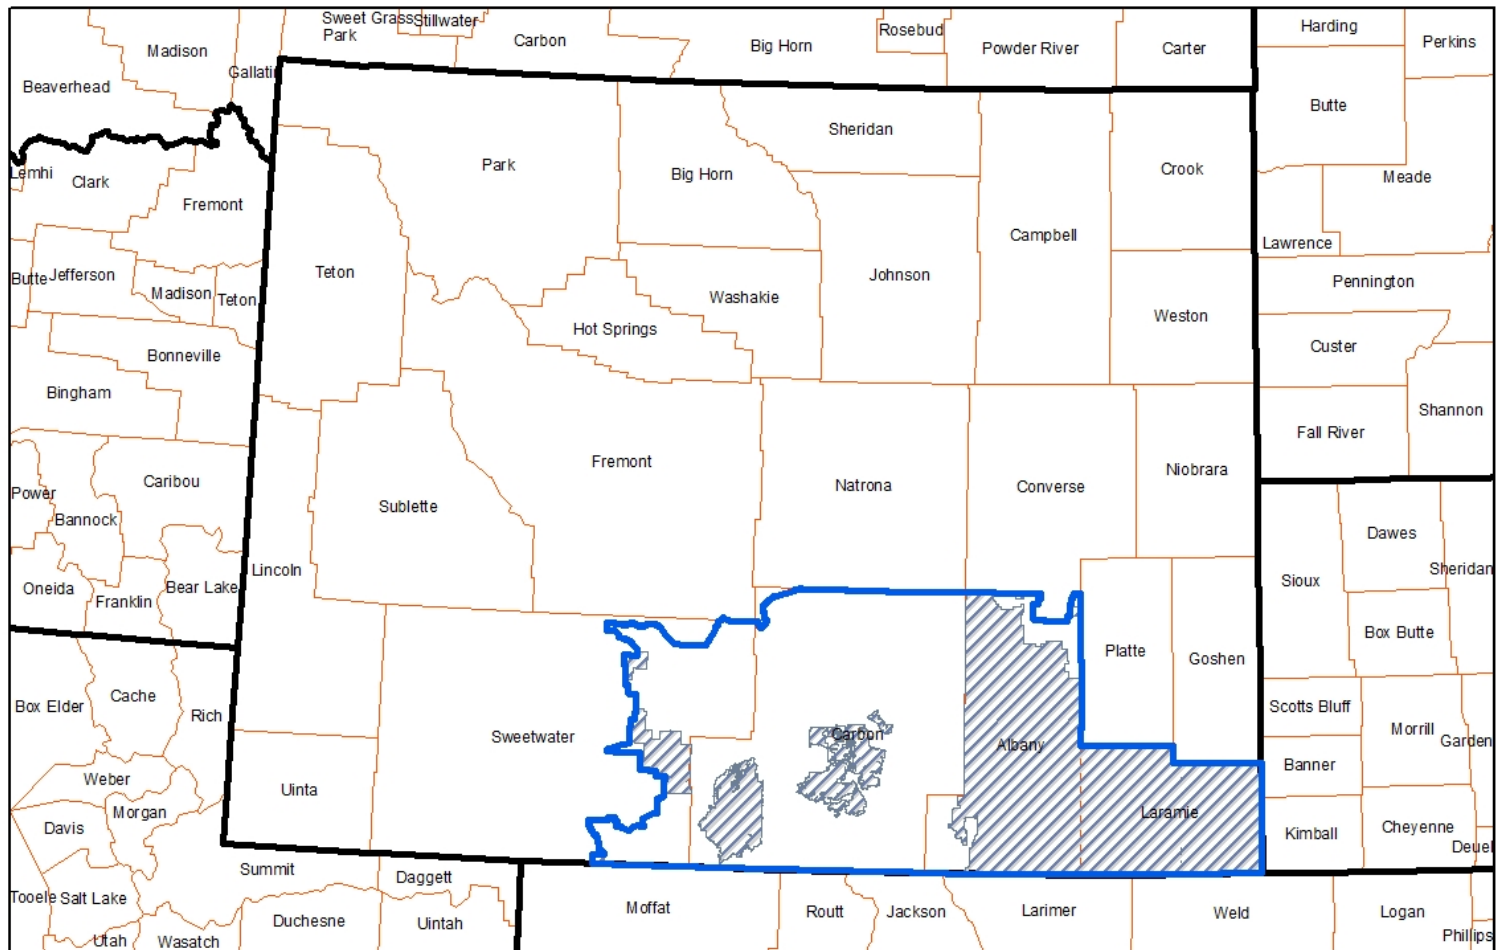 Sweet Grass
Stillwater
Park
Madison
Carbon
Big Horn
Rosebud
Powder River
Carter
Harding
Perkins
Beaverhead
Gallatin
Butte
Lemhi
Clark
Fremont
Park
Big Horn
Sheridan
Crook
Meade
Campbell
Lawrence
Butte
Jefferson
Madison
Teton
Teton
Hot Springs
Washakie
Johnson
Weston
Pennington
Bonneville
Custer
Bingham
Shannon
Fall River
Caribou
Power
Bannock
Sublette
Fremont
Natrona
Converse
Niobrara
Dawes
Sheridan
Oneida
Franklin
Bear Lake
Lincoln
Sioux
Box Butte
Platte
Goshen
Box Elder
Cache
Rich
Sweetwater
Carbon
Albany
Scotts Bluff
Morrill
Garden
Weber
Uinta
Banner
Morgan
Davis
Laramie
Kimball
Cheyenne
Deuel
Summit
Daggett
Tooele
Salt Lake
Duchesne
Uintah
Moffat
Routt
Jackson
Larimer
Weld
Logan
Utah
Wasatch
Phillips